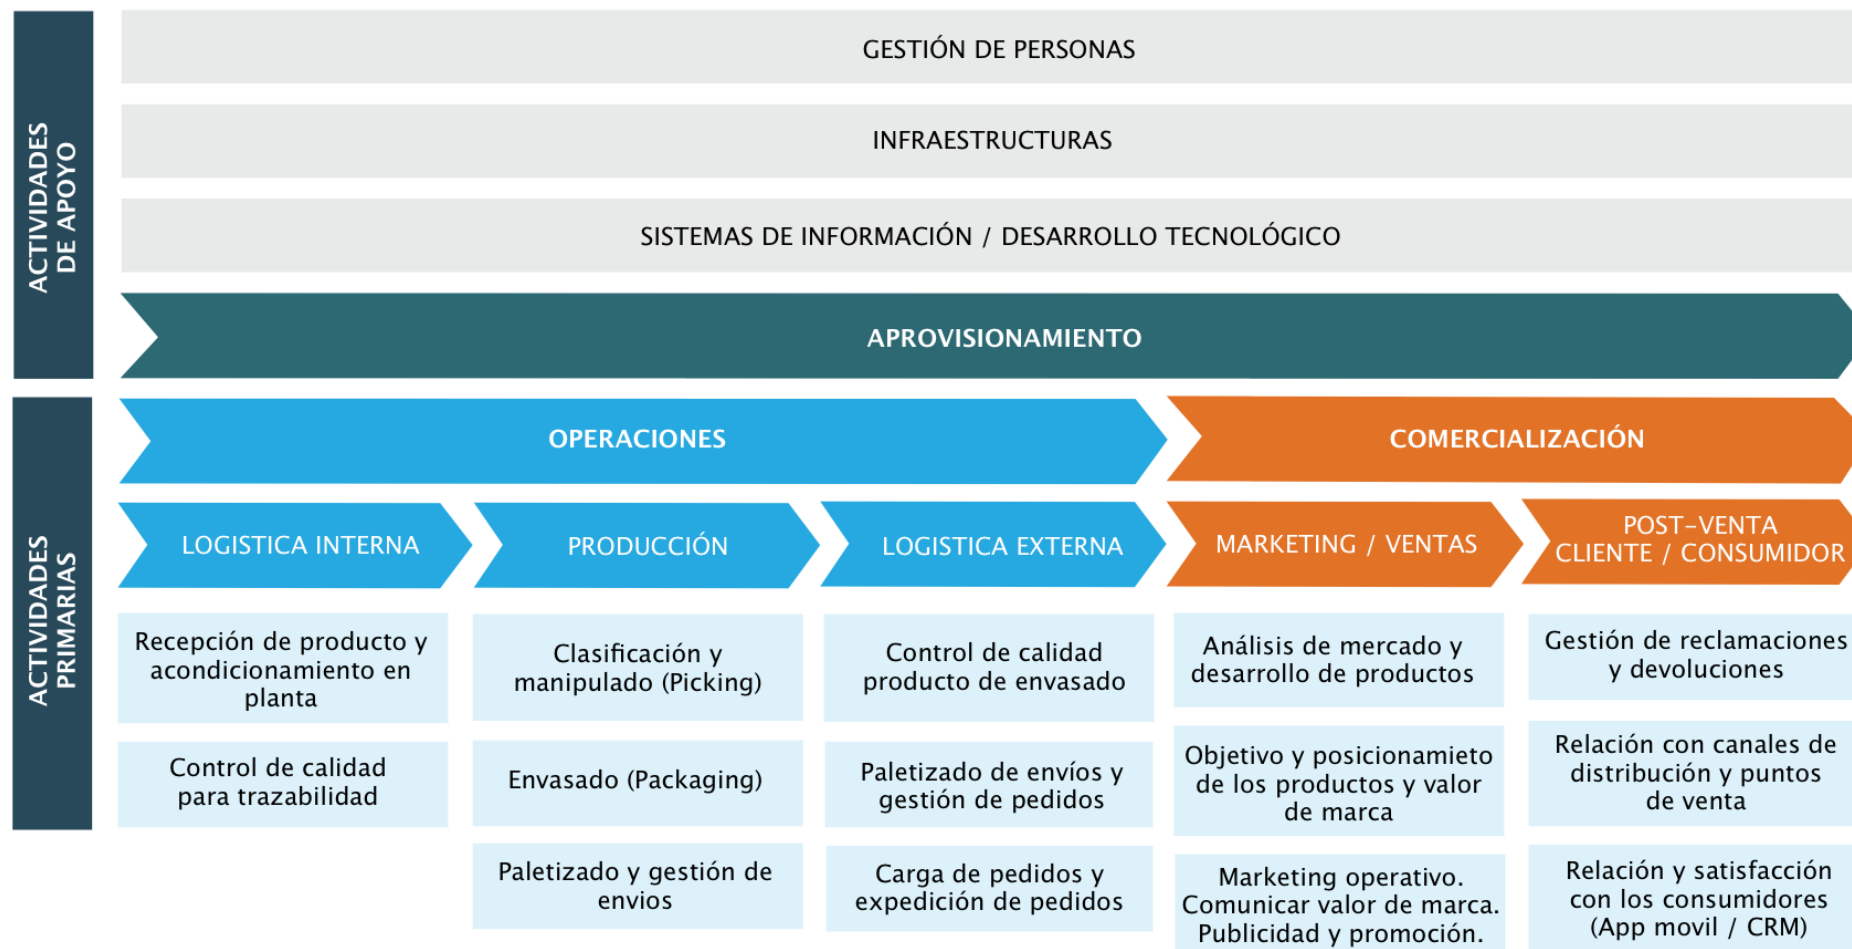 ACTIVIDADES
DE APOYO
GESTIÓN DE PERSONAS
INFRAESTRUCTURAS
SISTEMAS DE INFORMACIÓN / DESARROLLO TECNOLÓGICO
APROVISIONAMIENTO
ACTIVIDADES
PRIMARIAS
OPERACIONES
COMERCIALIZACIÓN
LOGISTICA INTERNA
PRODUCCIÓN
LOGISTICA EXTERNA
MARKETING / VENTAS
POST-VENTA
CLIENTE / CONSUMIDOR
Recepción de producto y
acondicionamiento en
planta
Control de calidad
para trazabilidad
Clasificación y
manipulado (Picking)
Envasado (Packaging)
Paletizado y gestión de
envios
Control de calidad
producto de envasado
Paletizado de envíos y
gestión de pedidos
Carga de pedidos y
expedición de pedidos
Análisis de mercado y
desarrollo de productos
Objetivo y posicionamieto
de los productos y valor
de marca
Marketing operativo.
Comunicar valor de marca.
Publicidad y promoción.
Gestión de reclamaciones
y devoluciones
Relación con canales de
distribución y puntos
de venta
Relación y satisfacción
con los consumidores
(App movil / CRM)